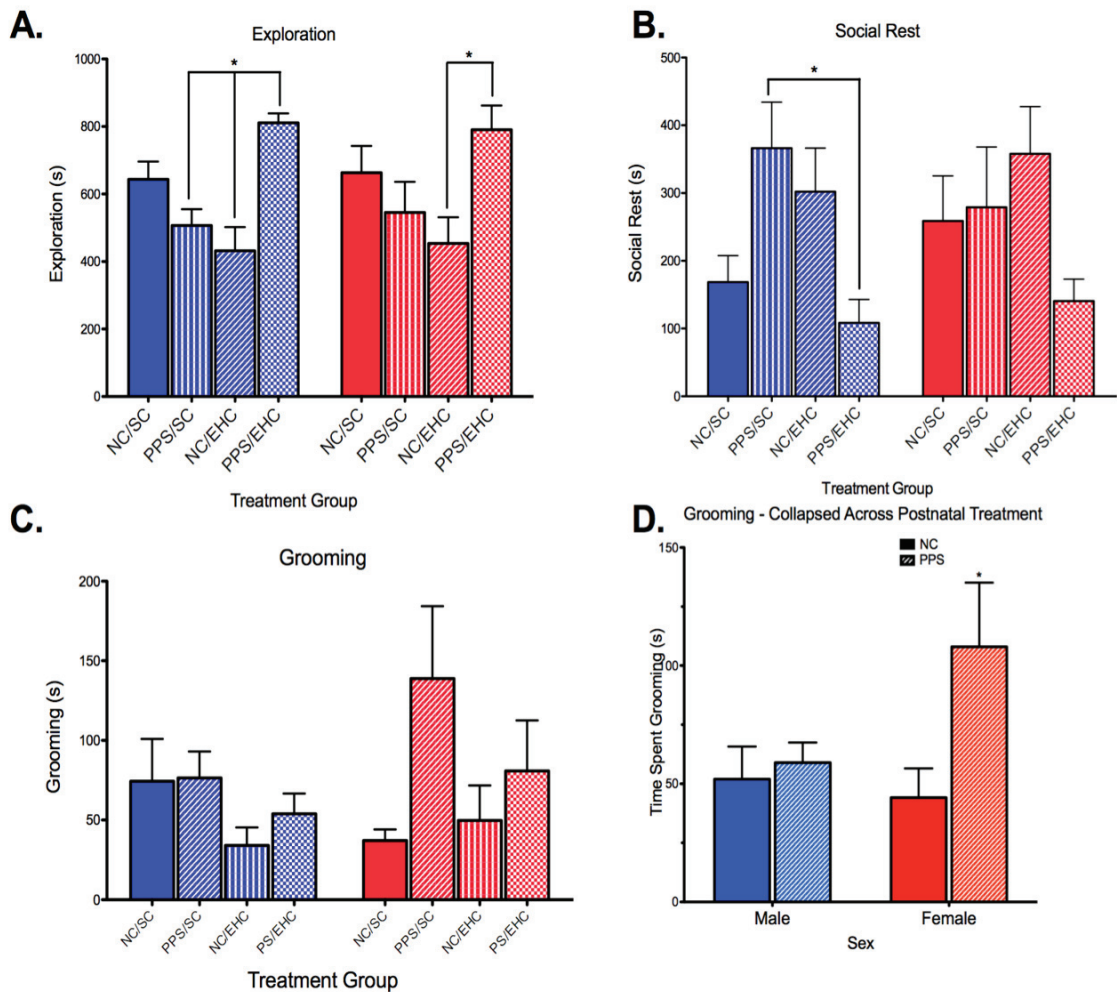 A.
Exploration
Exploration (s)
1000
800
600
400
200
0
*
*
NC/SC
PPS/SC
NC/EHC
PPS/EHC
NC/SC
PPS/SC
NC/EHC
PPS/EHC
Treatment Group
B.
Social Rest
Social Rest (s)
500
400
300
200
100
0
*
NC/SC
PPS/SC
NC/EHC
PPS/EHC
NC/SC
PPS/SC
NC/EHC
PPS/EHC
Treatment Group
C.
Grooming
Grooming (s)
200
150
100
50
0
NC/SC
PPS/SC
NC/EHC
PS/EHC
NC/SC
PPS/SC
NC/EHC
PS/EHC
Treatment Group
D.
Grooming - Collapsed Across Postnatal Treatment
NC
PPS
Time Spent Grooming (s)
150
100
50
0
*
Male
Female
Sex